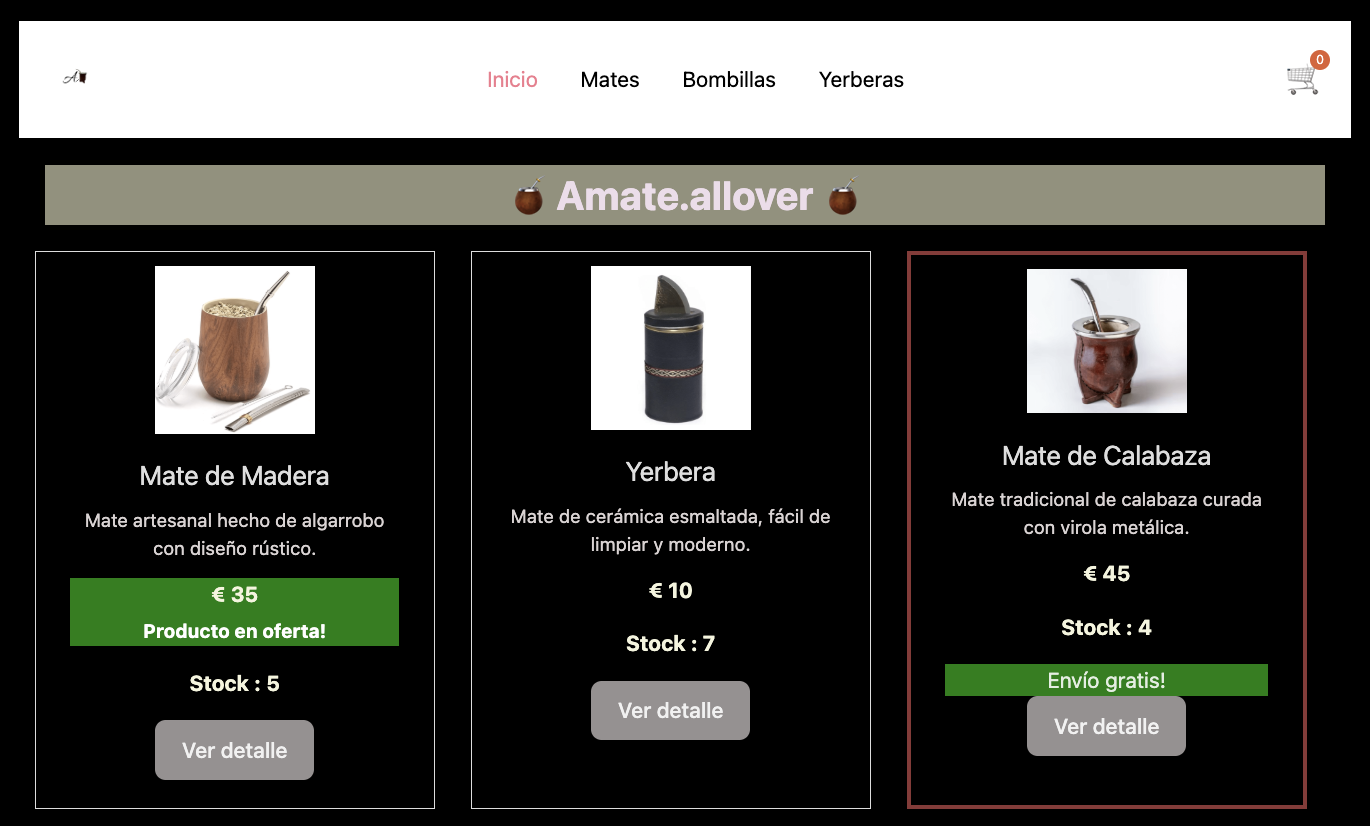 Inicio Mates Bombillas Yerberas
0
Amate.allover
Mate de Madera
Mate artesanal hecho de algarrobo
con diseño rústico.
€ 35
Producto en oferta!
Stock : 5
Ver detalle
Yerbera
Mate de cerámica esmaltada, fácil de
limpiar y moderno.
€ 10
Stock : 7
Ver detalle
Mate de Calabaza
Mate tradicional de calabaza curada
con virola metálica.
€ 45
Stock : 4
Envío gratis!
Ver detalle